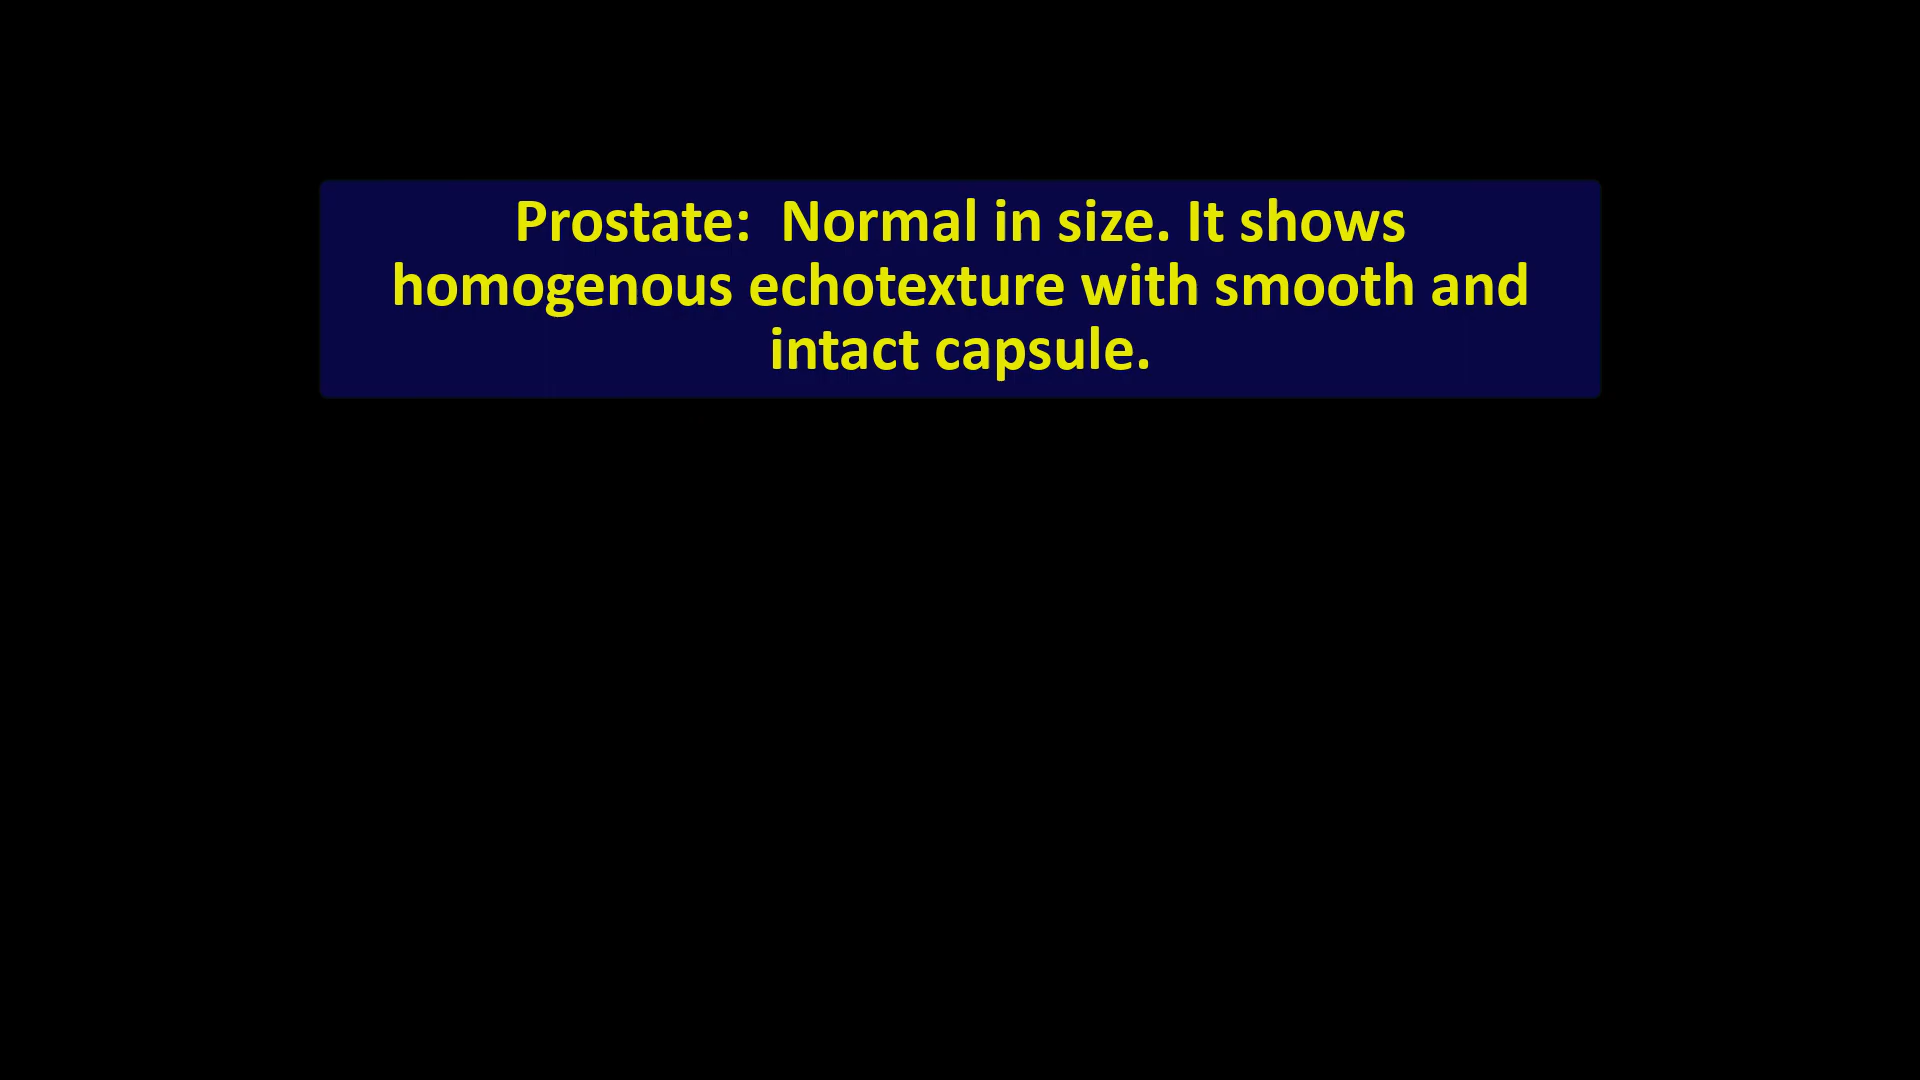 Prostate:  Normal in size. It shows
homogenous echotexture with smooth and
intact capsule.